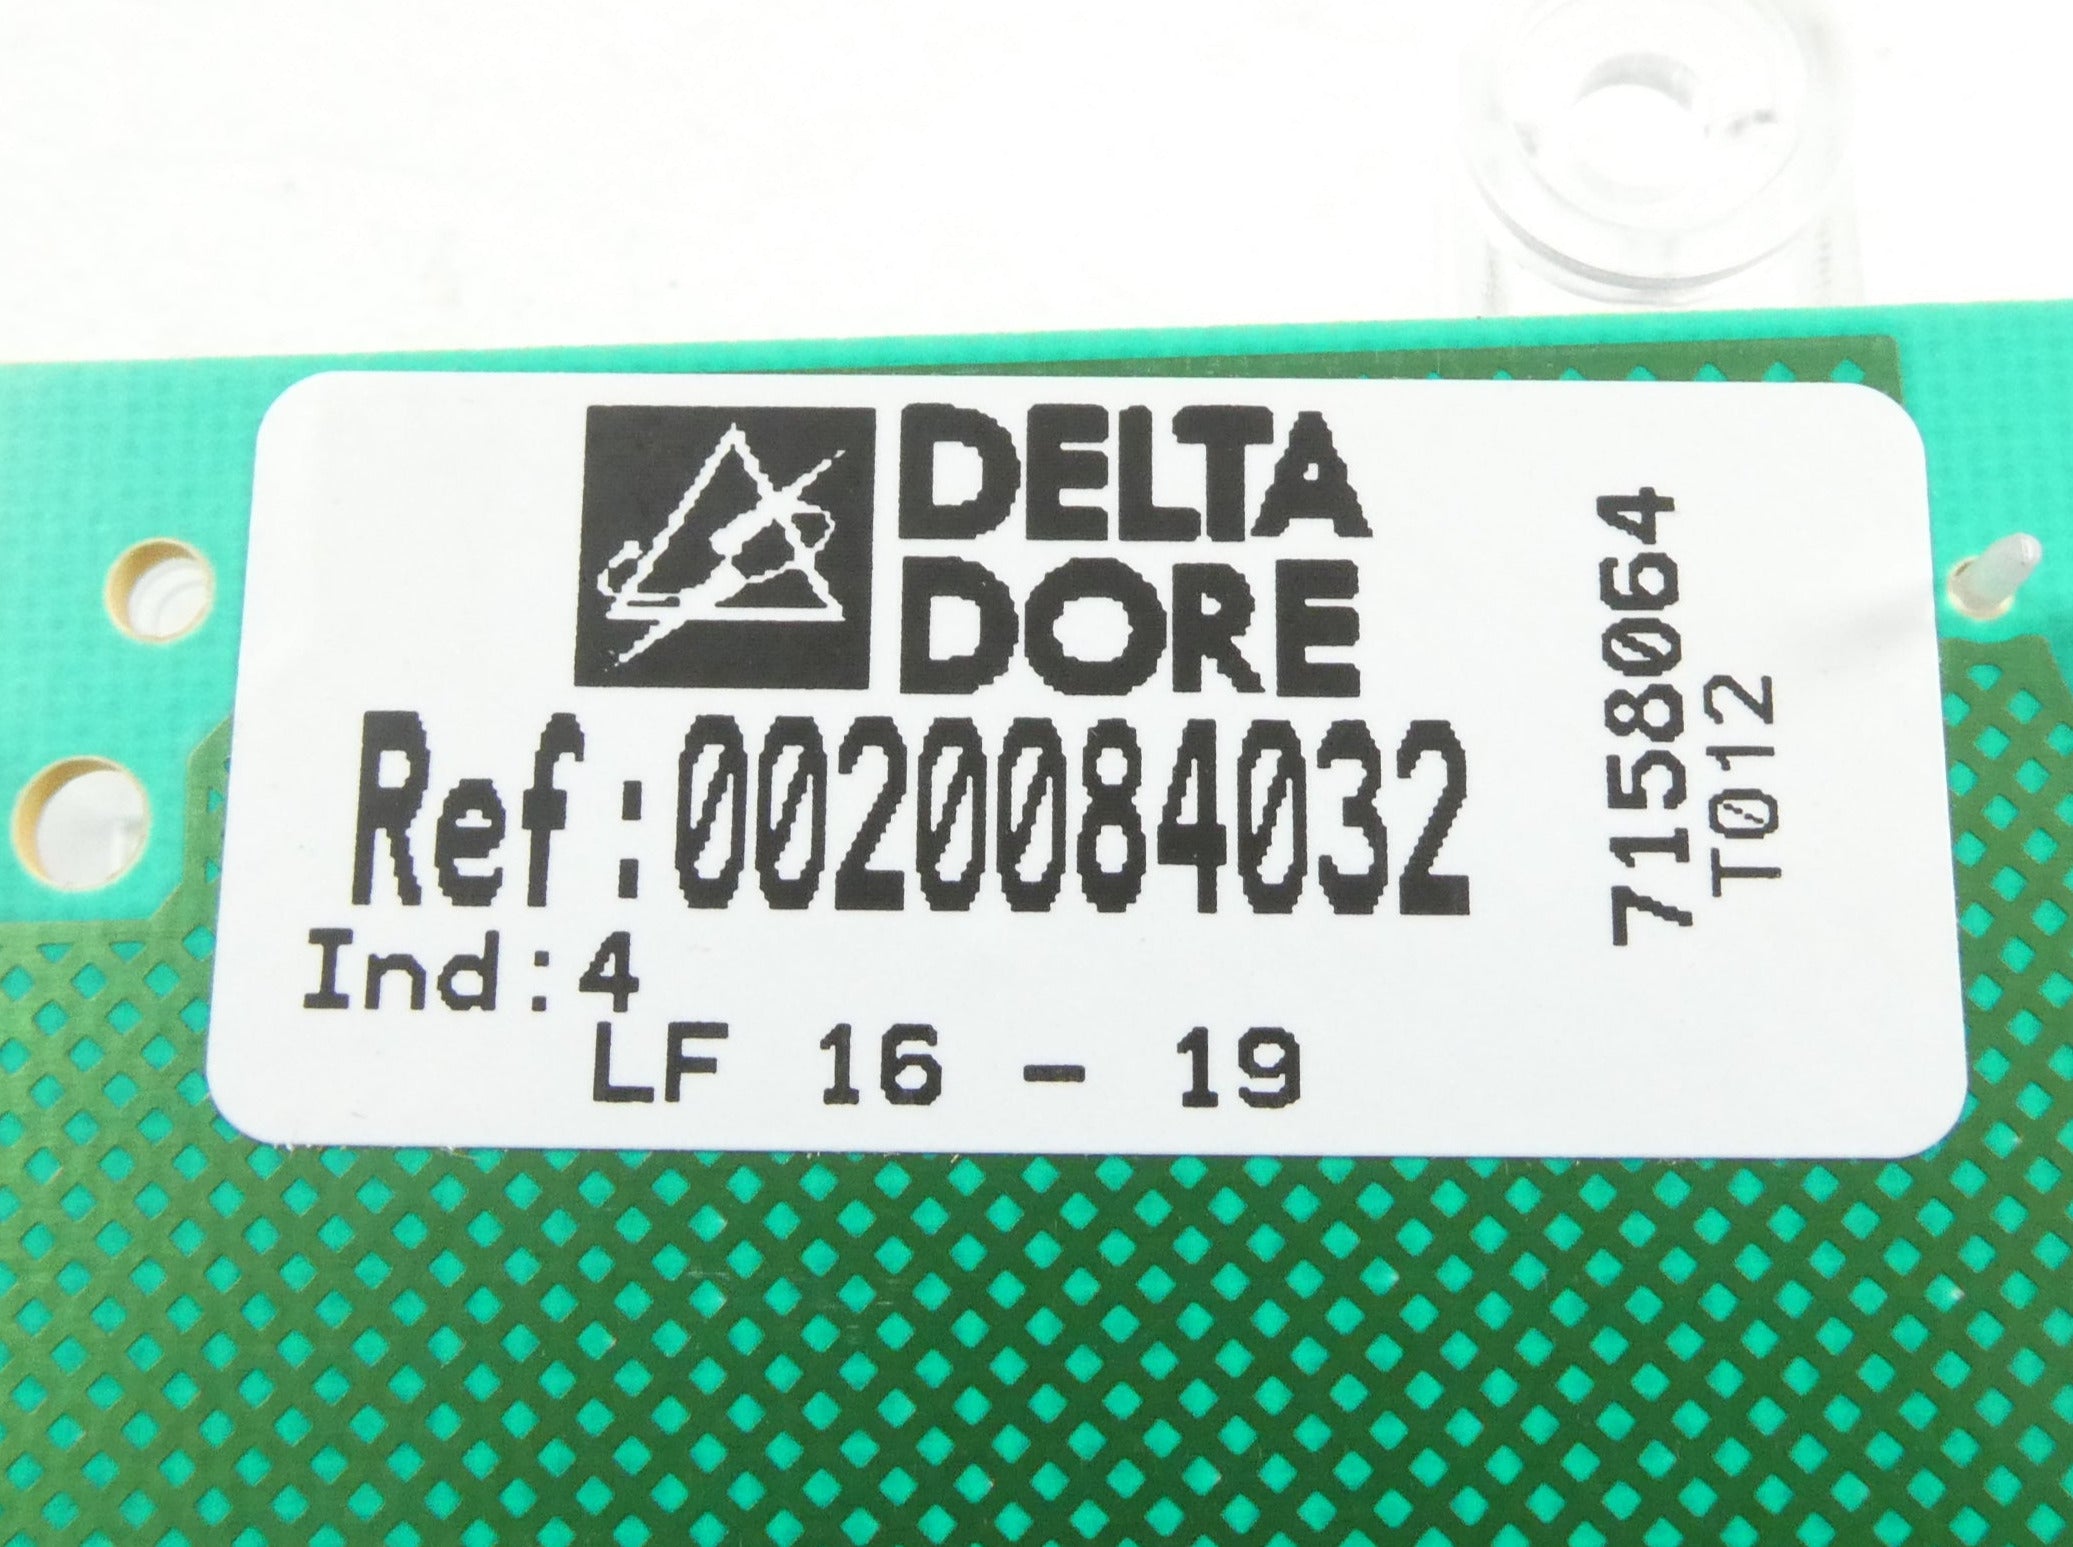 DELTA
DORE
Ref:0020084032
Ind:4
LF 16 - 19
7158064
T012